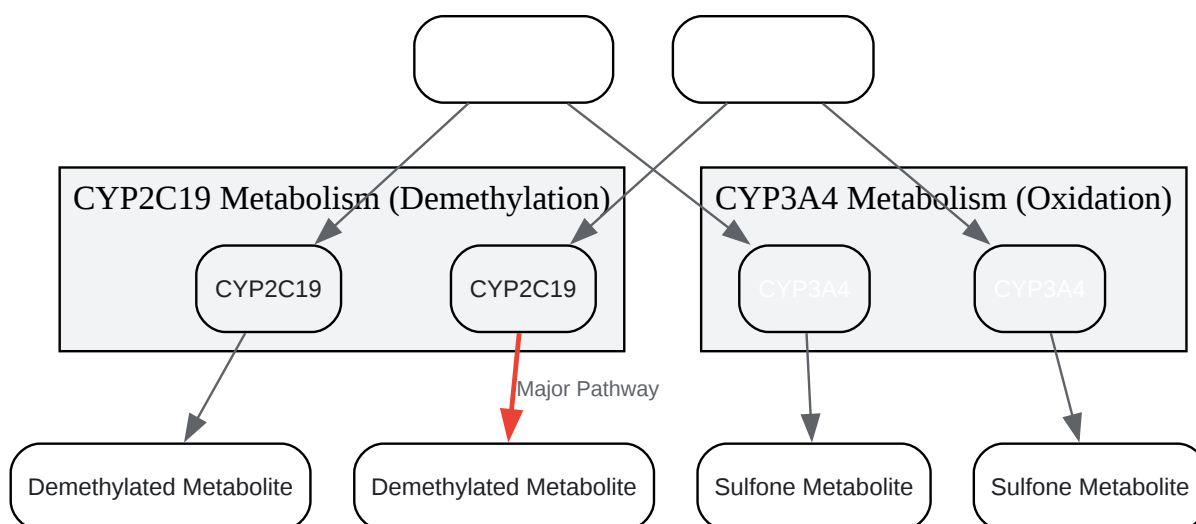 CYP2C19 Metabolism (Demethylation)
CYP3A4 Metabolism (Oxidation)
CYP2C19
CYP2C19
CYP3A4
CYP3A4
Major Pathway
Demethylated Metabolite
Demethylated Metabolite
Sulfone Metabolite
Sulfone Metabolite